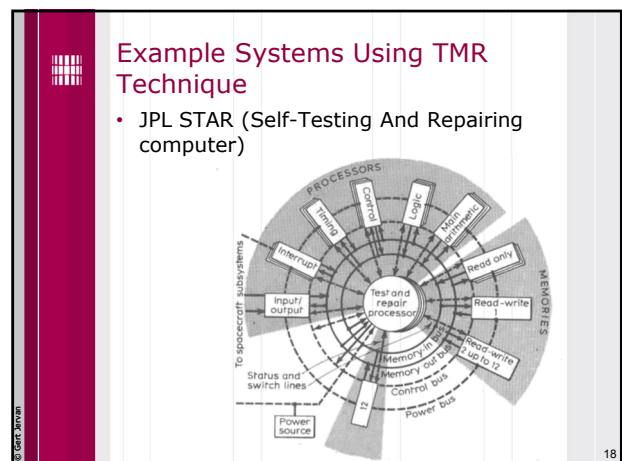 Example Systems Using TMR
Technique
• JPL STAR (Self-Testing And Repairing
computer)
PROCESSORS
Control
Logic
Timing
Main
arithmetic
Interrupt
Read only
To spacecraft subsystems
Input/
output
Test and
repair
processor
Read-write
1
MEMORIES
Read-write
2 up to 12
Memory-in bus
Memory out bus
Control bus
Power bus
Status and
switch lines
12
Power
source
© Gert Jervan
18